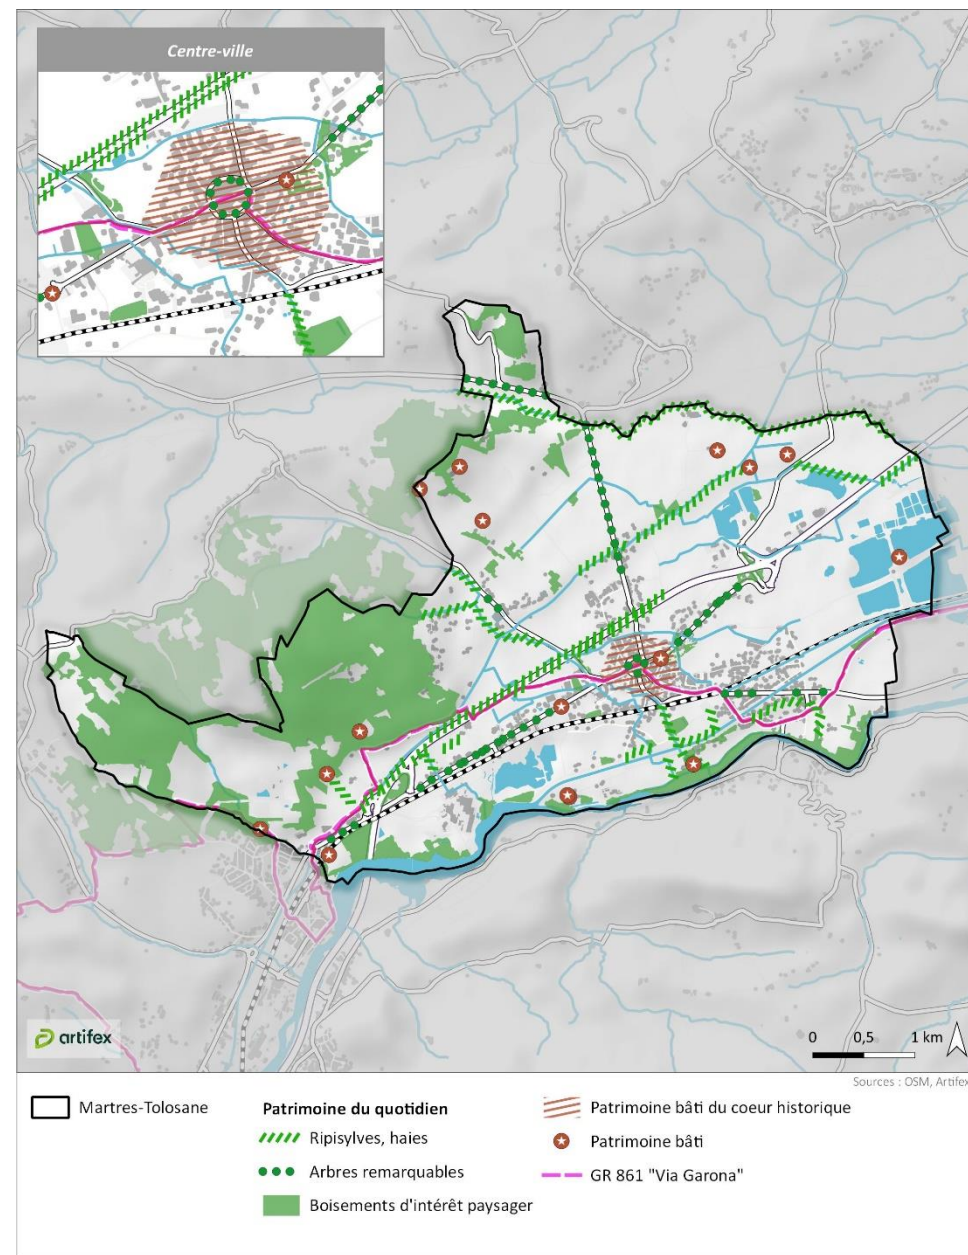 Centre-ville
artifex
0 0,5 1 km
Sources : OSM, Artifex
Martres-Tolosane
Patrimoine du quotidien
Ripisylves, haies
Arbres remarquables
Boisements d'intérêt paysager
Patrimoine bâti du coeur historique
Patrimoine bâti
GR 861 "Via Garona"